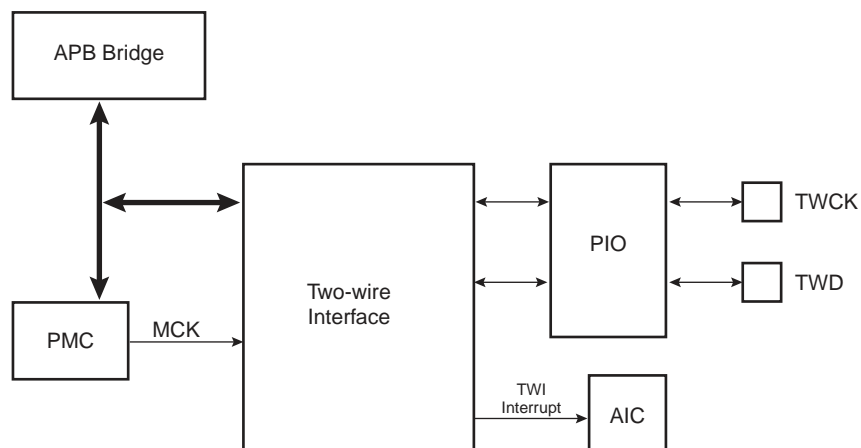 APB Bridge
TWCK
PIO
TWD
Two-wire
Interface
MCK
PMC
TWI
Interrupt
AIC